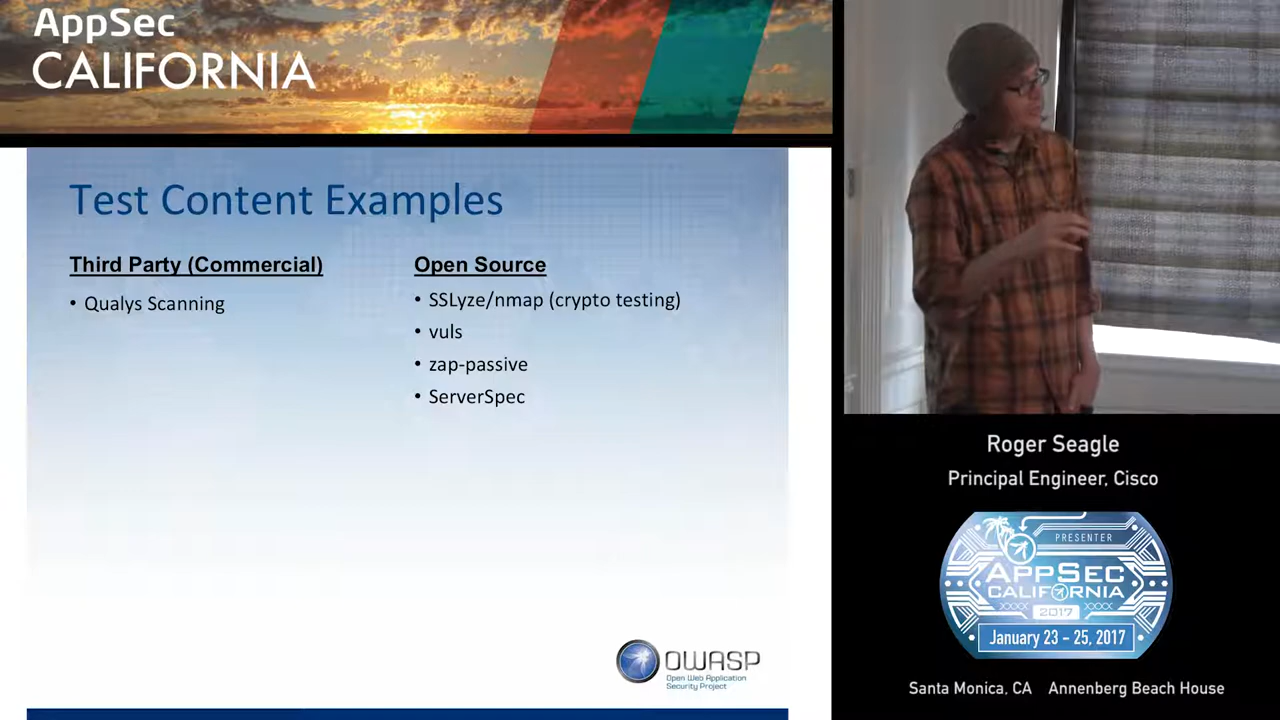 AppSec
CALIFORNIA
Test Content Examples
Third Party (Commercial)
• Qualys Scanning
Open Source
• SSLyze/nmap (crypto testing)
• vuls
• zap-passive
• ServerSpec
OWASP
Open Web Application
Security Project
Roger Seagle
Principal Engineer, Cisco
PRESENTER
APPSEC
CALIFORNIA
XXXX 2017 XXXX
January 23 - 25, 2017
Santa Monica, CA Annenberg Beach House